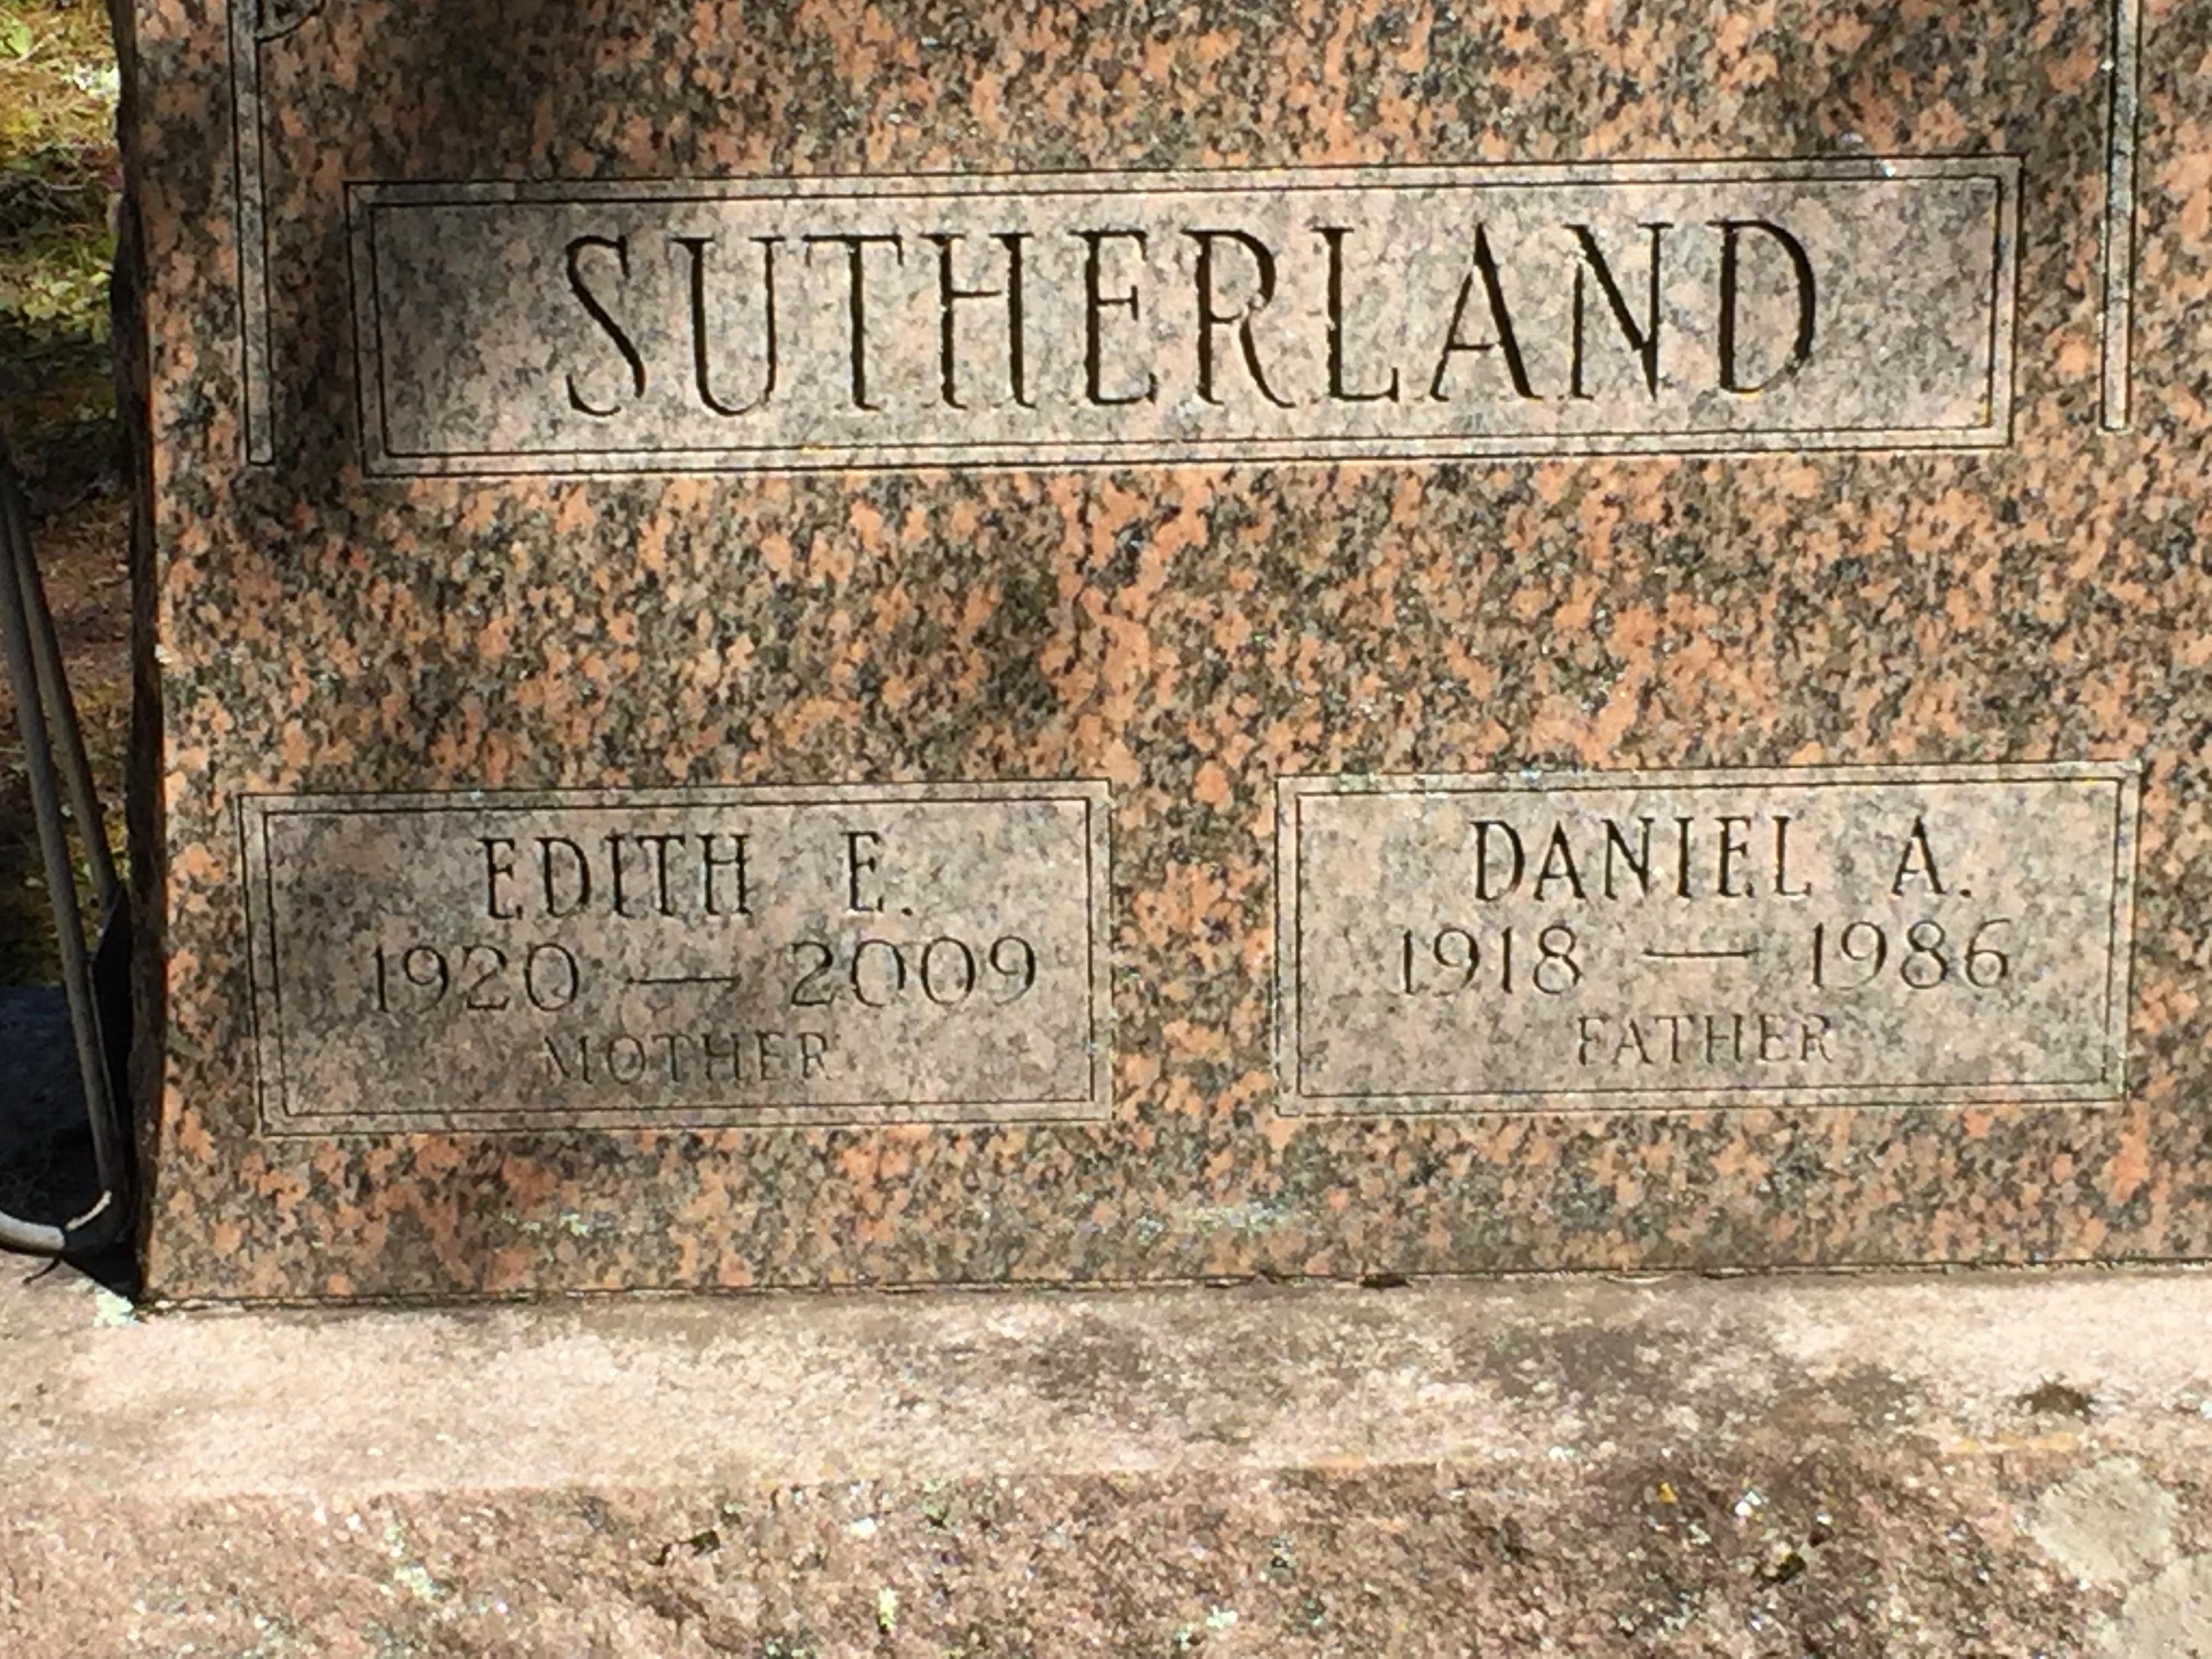 SUTHERLAND
EDITH E.
1920 — 2009
MOTHER
DANIEL A.
1918 — 1986
FATHER